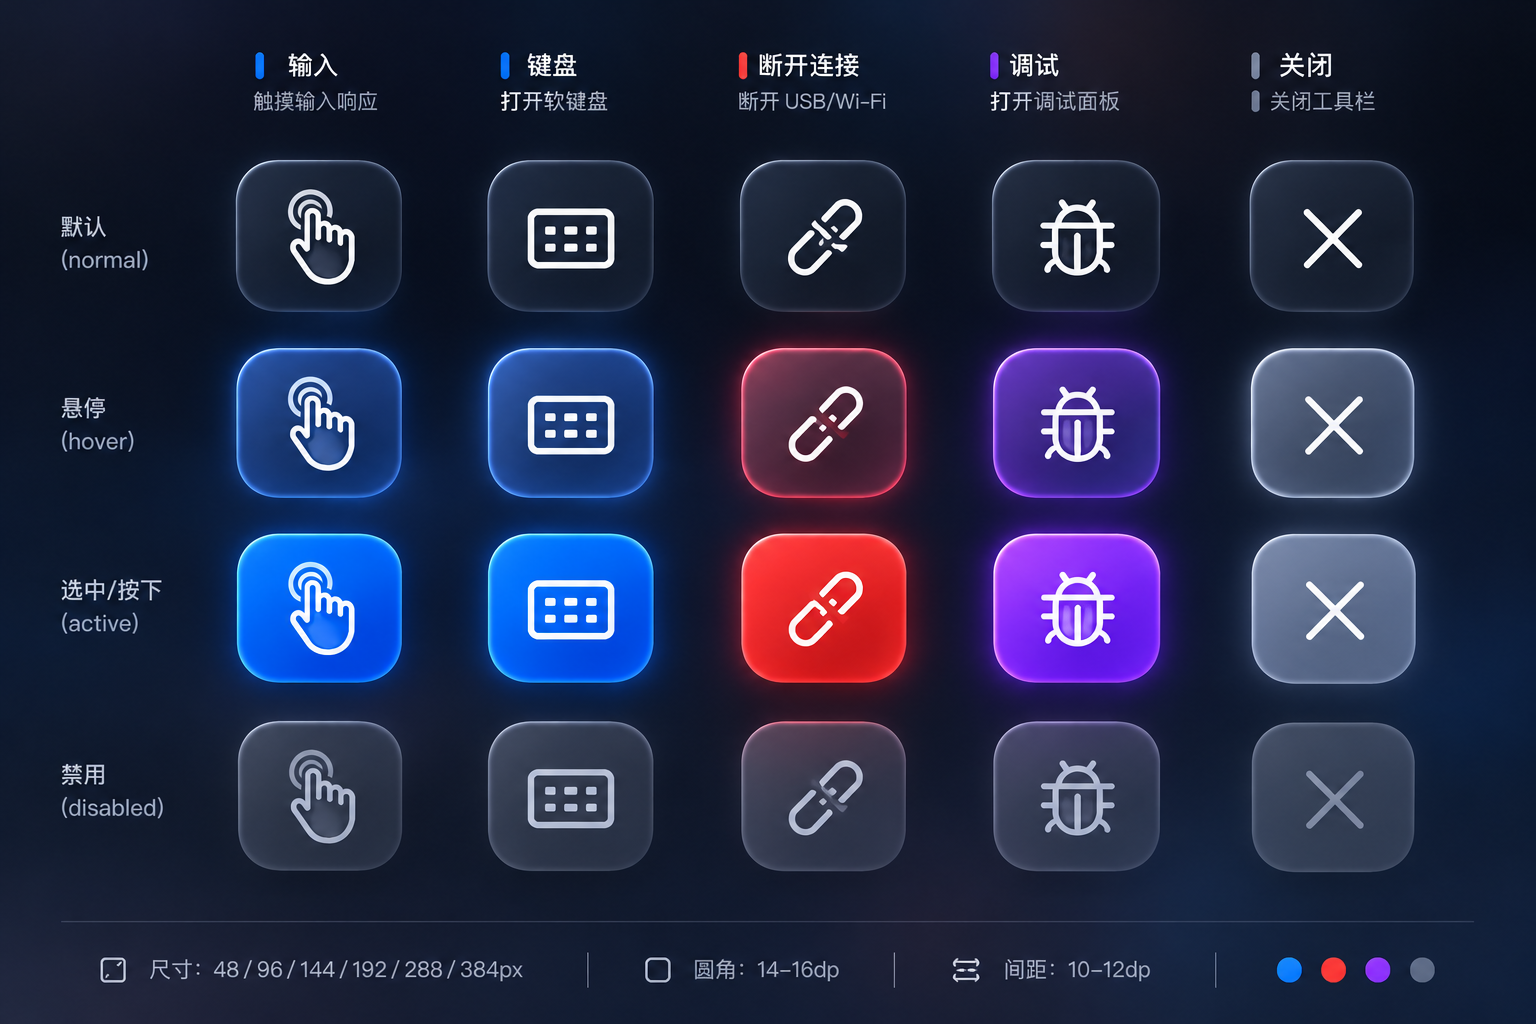 输入
触摸输入响应
键盘
打开软键盘
断开连接
断开 USB/Wi-Fi
调试
打开调试面板
关闭
关闭工具栏
默认
(normal)
悬停
(hover)
选中/按下
(active)
禁用
(disabled)
尺寸：48 / 96 / 144 / 192 / 288 / 384px
圆角：14–16dp
间距：10–12dp